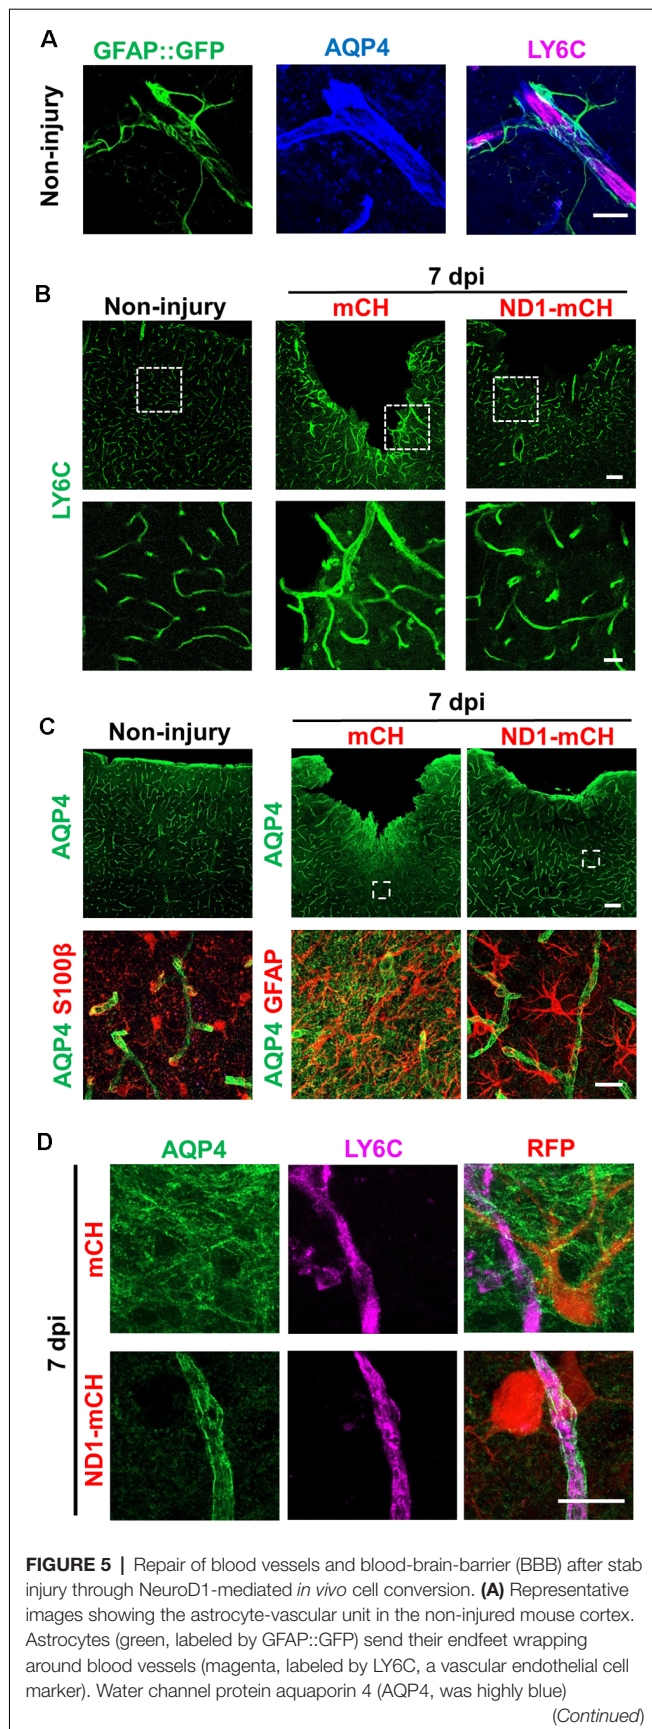 A
GFAP::GFP AQP4 LY6C
Non-injury
7 dpi
B
Non-injury mCH ND1-mCH
LY6C
7 dpi
C
Non-injury mCH ND1-mCH
AQP4 AQP4
AQP4 S100β AQP4 GFAP
D
AQP4 LY6C RFP
7 dpi
mCH
ND1-mCH
FIGURE 5 | Repair of blood vessels and blood-brain-barrier (BBB) after stab
injury through NeuroD1-mediated in vivo cell conversion. (A) Representative
images showing the astrocyte-vascular unit in the non-injured mouse cortex.
Astrocytes (green, labeled by GFAP::GFP) send their endfeet wrapping
around blood vessels (magenta, labeled by LY6C, a vascular endothelial cell
marker). Water channel protein aquaporin 4 (AQP4, was highly blue)
(Continued)